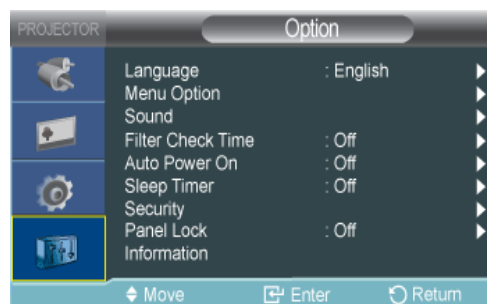 PROJECTOR Option
Language : English
Menu Option
Sound
Filter Check Time : Off
Auto Power On : Off
Sleep Timer : Off
Security
Panel Lock : Off
Information
Move Enter Return